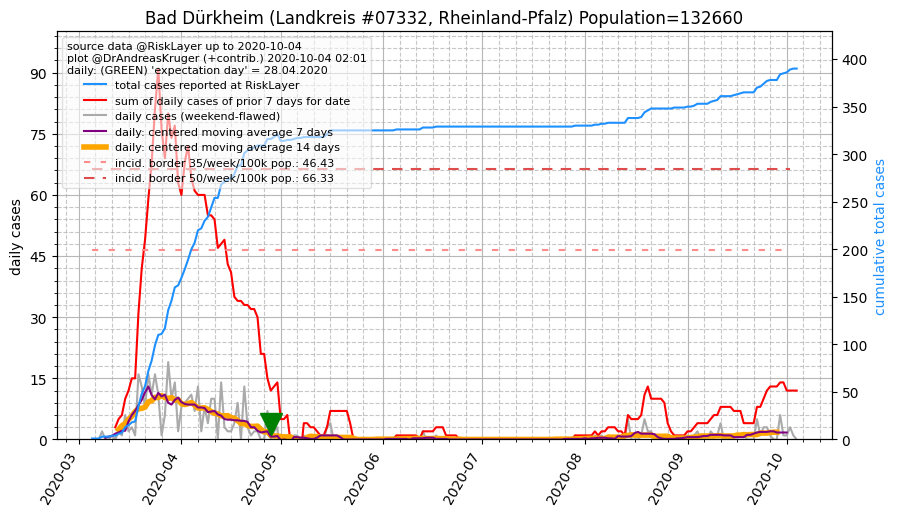 Bad Dürkheim (Landkreis #07332, Rheinland-Pfalz) Population=132660
source data @RiskLayer up to 2020-10-04
plot @DrAndreasKruger (+contrib.) 2020-10-04 02:01
daily: (GREEN) 'expectation day' = 28.04.2020
total cases reported at RiskLayer
sum of daily cases of prior 7 days for date
daily cases (weekend-flawed)
daily: centered moving average 7 days
daily: centered moving average 14 days
incid. border 35/week/100k pop.: 46.43
incid. border 50/week/100k pop.: 66.33
daily cases
90
75
60
45
30
15
0
cumulative total cases
400
350
300
250
200
150
100
50
0
2020-03
2020-04
2020-05
2020-06
2020-07
2020-08
2020-09
2020-10